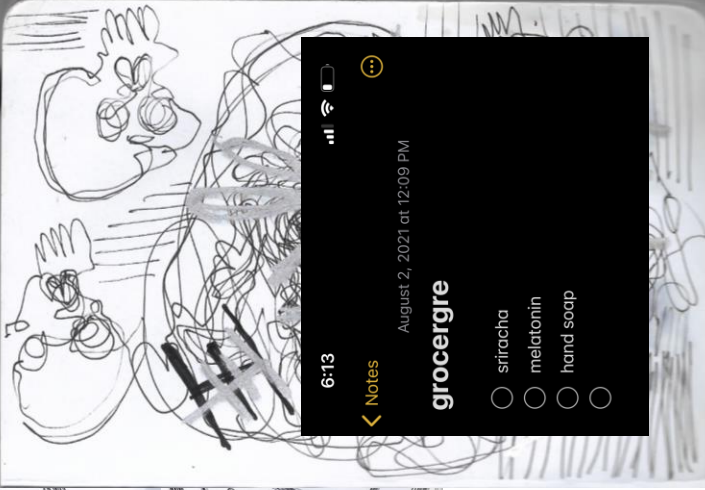 6:13
Notes
August 2, 2021 at 12:09 PM
grocergre
sriracha
melatonin
hand soap